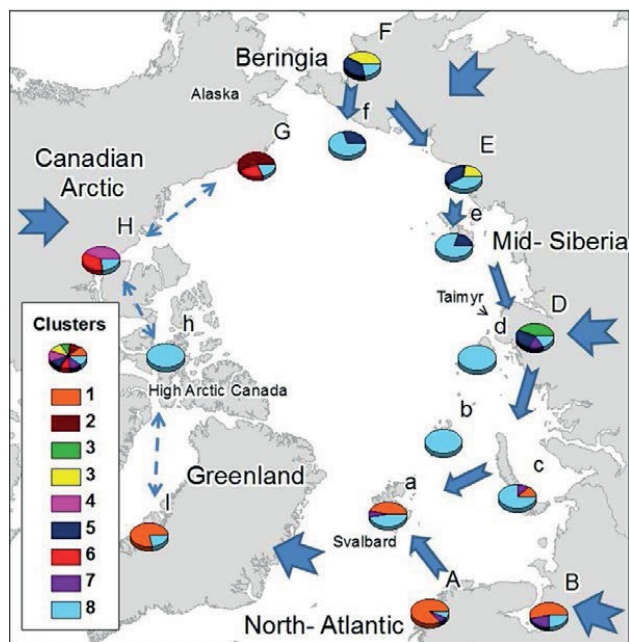 F
Beringia
Alaska
f
G
E
Canadian
Arctic
H
e
Mid- Siberia
Taimyr
D
d
h
Clusters
1
2
3
3
4
5
6
7
8
High Arctic Canada
b
c
Greenland
a
I
Svalbard
A
B
North- Atlantic